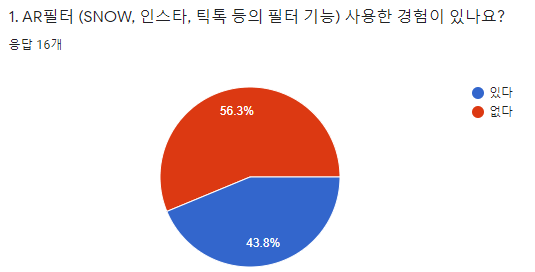 1. AR필터 (SNOW, 인스타, 틱톡 등의 필터 기능) 사용한 경험이 있나요?
응답 16개
있다
없다
56.3%
43.8%